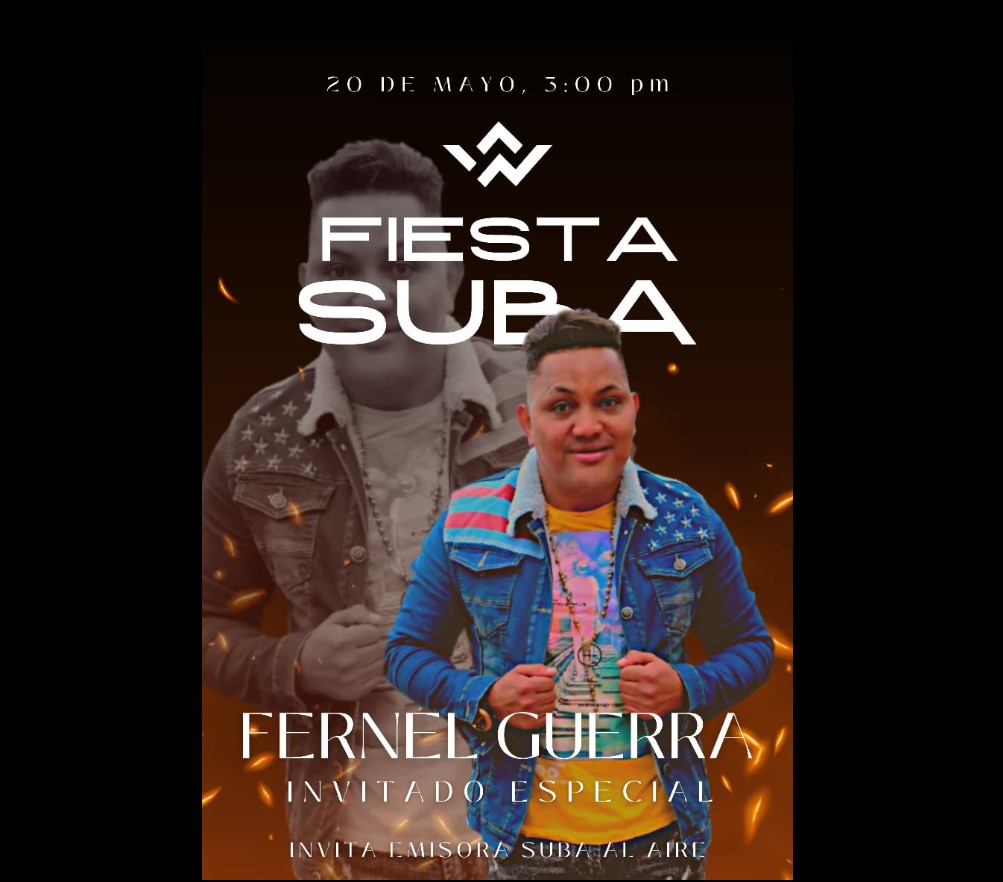 20 DE MAYO, 3:00 pm
FIESTA
SUBA
FERNEL GUERRA
INVITADO ESPECIAL
INVITA EMISORA SUBA AL AIRE